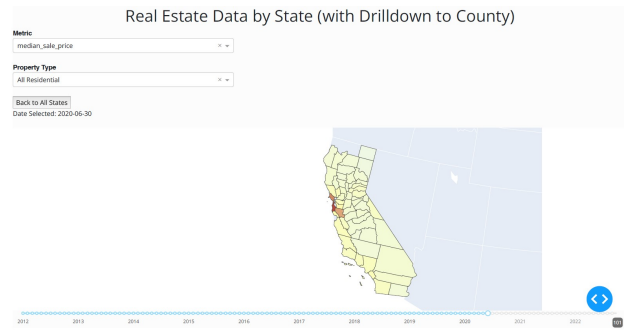 Real Estate Data by State (with Drilldown to County)
Metric
median_sale_price
Property Type
All Residential
Back to All States
Date Selected: 2020-06-30
2012 2013 2014 2015 2016 2017 2018 2019 2020 2021 2022
101